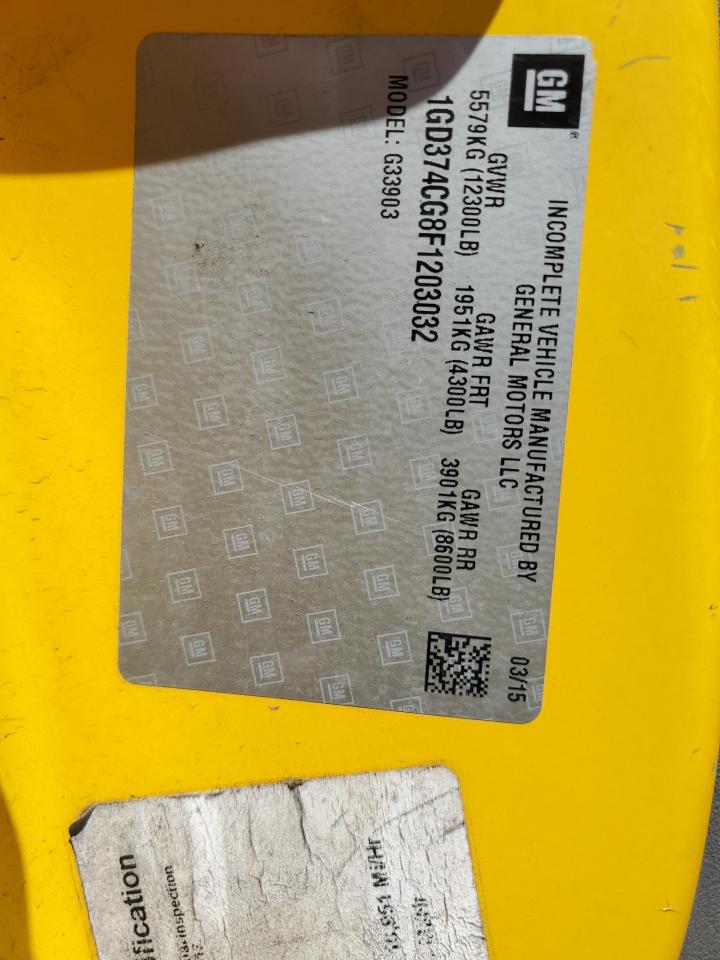 GM
INCOMPLETE VEHICLE MANUFACTURED BY
GENERAL MOTORS LLC
03/15
GVWR GAWR FRT GAWR RR
5579KG (12300LB) 1951KG (4300LB) 3901KG (8600LB)
1GD374CG8F1203032
MODEL: G33903
inspection